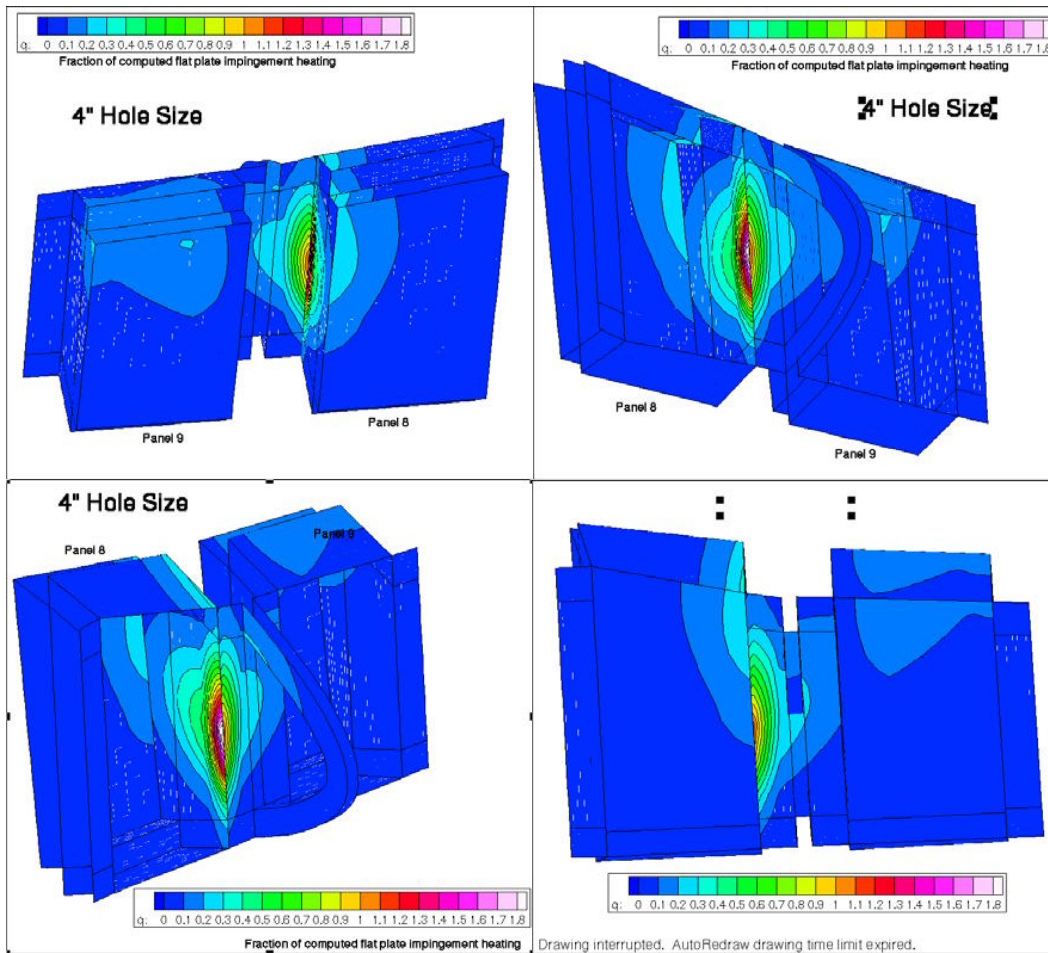 q: 0 0.1 0.2 0.3 0.4 0.5 0.6 0.7 0.8 0.9 1 1.1 1.2 1.3 1.4 1.5 1.6 1.7 1.8
Fraction of computed flat plate impingement heating
4" Hole Size
Panel 9
Panel 8
q: 0 0.1 0.2 0.3 0.4 0.5 0.6 0.7 0.8 0.9 1 1.1 1.2 1.3 1.4 1.5 1.6 1.7 1.8
Fraction of computed flat plate impingement heating
4" Hole Size
Panel 8
Panel 9
4" Hole Size
Panel 8
Panel 9
q: 0 0.1 0.2 0.3 0.4 0.5 0.6 0.7 0.8 0.9 1 1.1 1.2 1.3 1.4 1.5 1.6 1.7 1.8
Fraction of computed flat plate impingement heating
q: 0 0.1 0.2 0.3 0.4 0.5 0.6 0.7 0.8 0.9 1 1.1 1.2 1.3 1.4 1.5 1.6 1.7 1.8
Drawing interrupted. AutoRedraw drawing time limit expired.